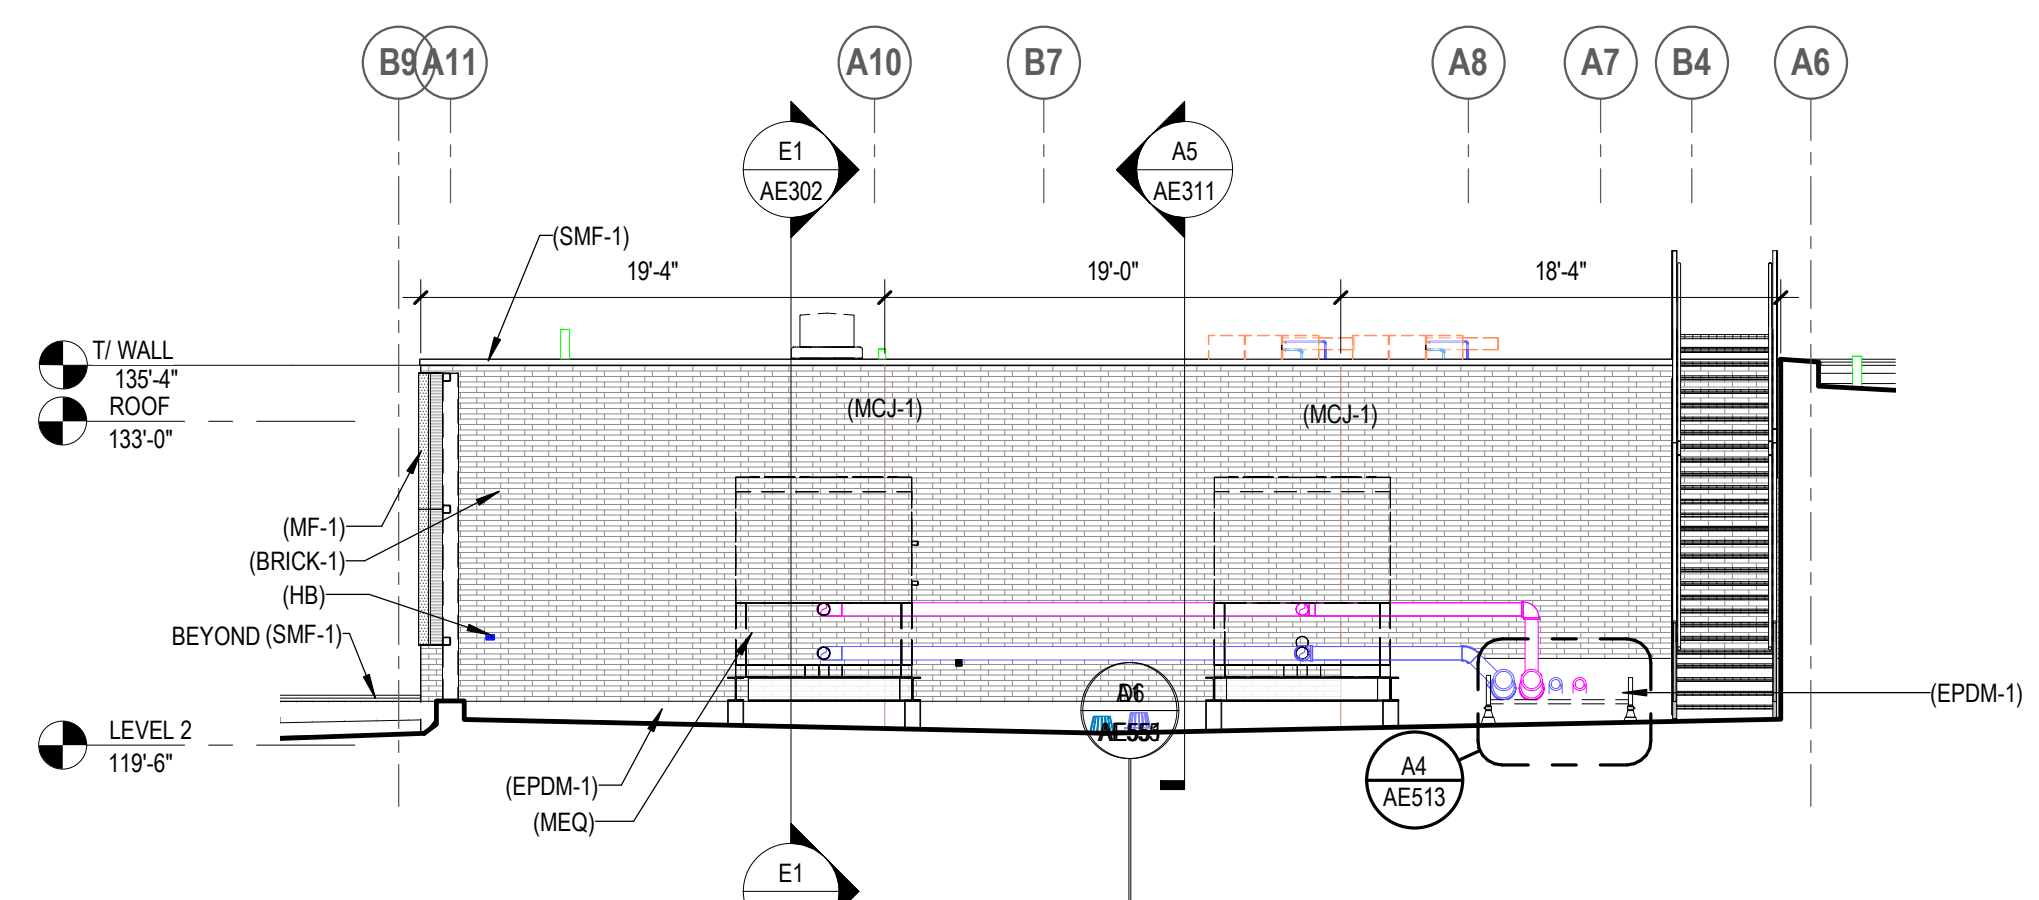 B9
A11
A10
B7
A8
A7
B4
A6
E1
AE302
A5
AE311
(SMF-1)
19'-4"
19'-0"
18'-4"
T/ WALL
135'-4"
ROOF
133'-0"
(MCJ-1)
(MCJ-1)
(MF-1)
(BRICK-1)
(HB)
BEYOND (SMF-1)
(EPDM-1)
LEVEL 2
119'-6"
(EPDM-1)
(MEQ)
A4
AE513
E1